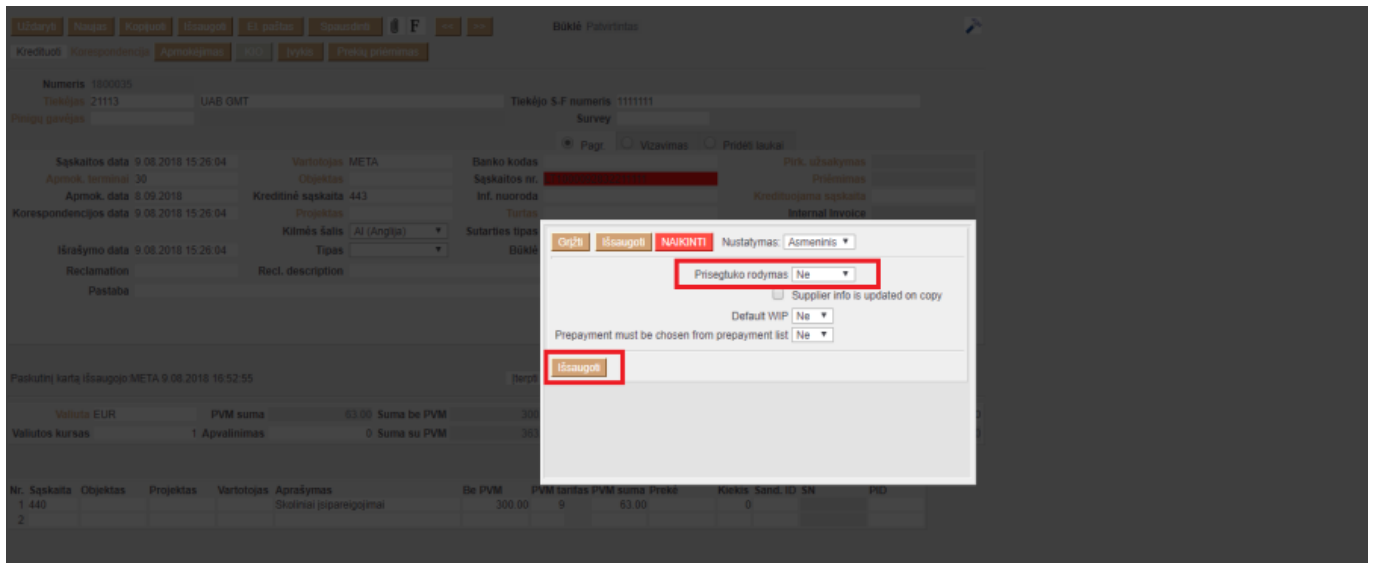 Uždaryti Naujas Kopijuoti Išsaugoti El. paštas Spausdinti F << >> Būklė Patvirtintas
Kredituoti Korespondencija Apmokėjimas K/O Įvykis Prekių priėmimas
Numeris 1800035
Tiekėjas 21113 UAB GMT Tiekėjo S.F numeris 1111111
Pinigų gavėjas Survey
Pagr. Vizavimas Pridėti laukai
Sąskaitos data 9.08.2018 15:26:04 Vartotojas META Banko kodas Pirk. užsakymas
Apmok. terminai 30 Objektas Sąskaitos nr. Priėmimas
Apmok. data 8.09.2018 Kreditinė sąskaita 443 Inf. nuoroda Kredituojama sąskaita
Korespondencijos data 9.08.2018 15:26:04 Projektas Turtas Internal Invoice
Kilmės šalis AI (Anglija) Sutarties tipas
Išrašymo data 9.08.2018 15:26:04 Tipas Būklė
Reclamation Recl. description
Pastaba
Grįžti Išsaugoti NAIKINTI Nustatymas: Asmeninis
Prisegtuko rodymas Ne
Supplier info is updated on copy
Default WIP Ne
Prepayment must be chosen from prepayment list Ne
Išsaugoti
Paskutinį kartą išsaugojo META 9.08.2018 16:52:55 Įterpti
Valiuta EUR PVM suma 63.00 Suma be PVM 300
Valiutos kursas 1 Apvalinimas 0 Suma su PVM 363
Nr. Sąskaita Objektas Projektas Vartotojas Aprašymas Be PVM PVM tarifas PVM suma Prekė Kiekis Sand. ID SN PID
1 440 Skoliniai įsipareigojimai 300.00 9 63.00 0
2